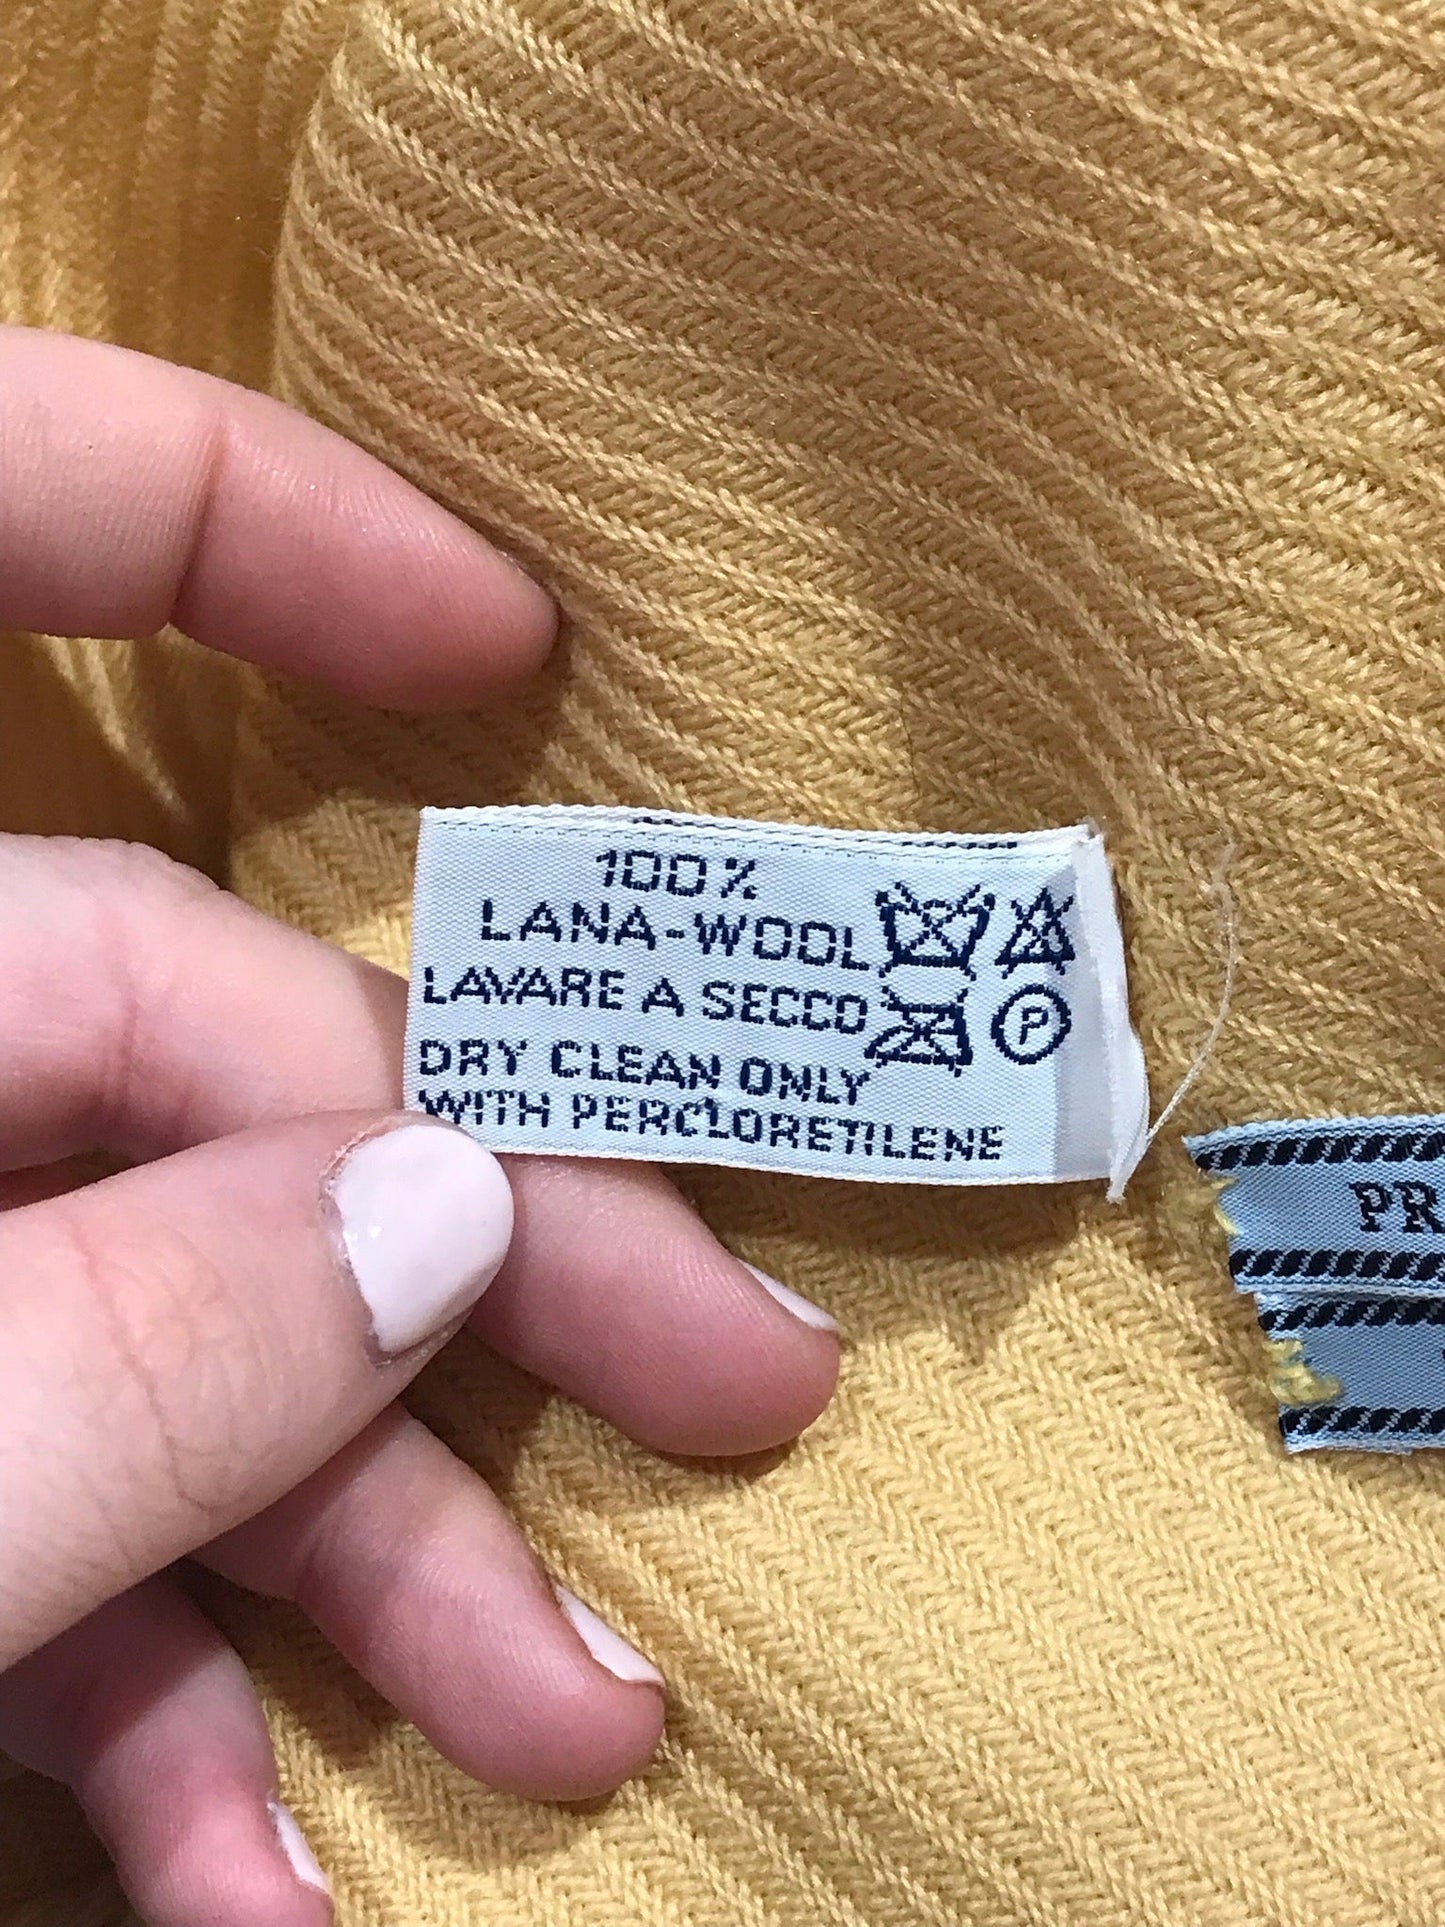 100%
LANA-WOOL
LAVARE A SECCO
DRY CLEAN ONLY
WITH PERCLORETILENE
P
PR